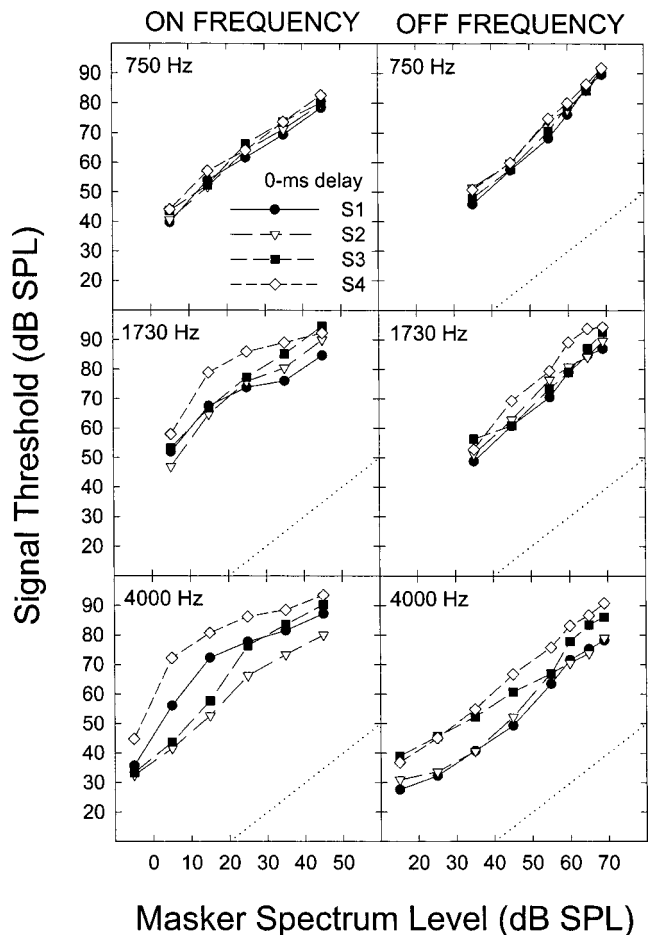 ON FREQUENCY
OFF FREQUENCY
Signal Threshold (dB SPL)
750 Hz
90
80
70
60
50
40
30
20
0-ms delay
S1
S2
S3
S4
750 Hz
1730 Hz
90
80
70
60
50
40
30
20
1730 Hz
4000 Hz
90
80
70
60
50
40
30
20
4000 Hz
0 10 20 30 40 50
20 30 40 50 60 70
Masker Spectrum Level (dB SPL)